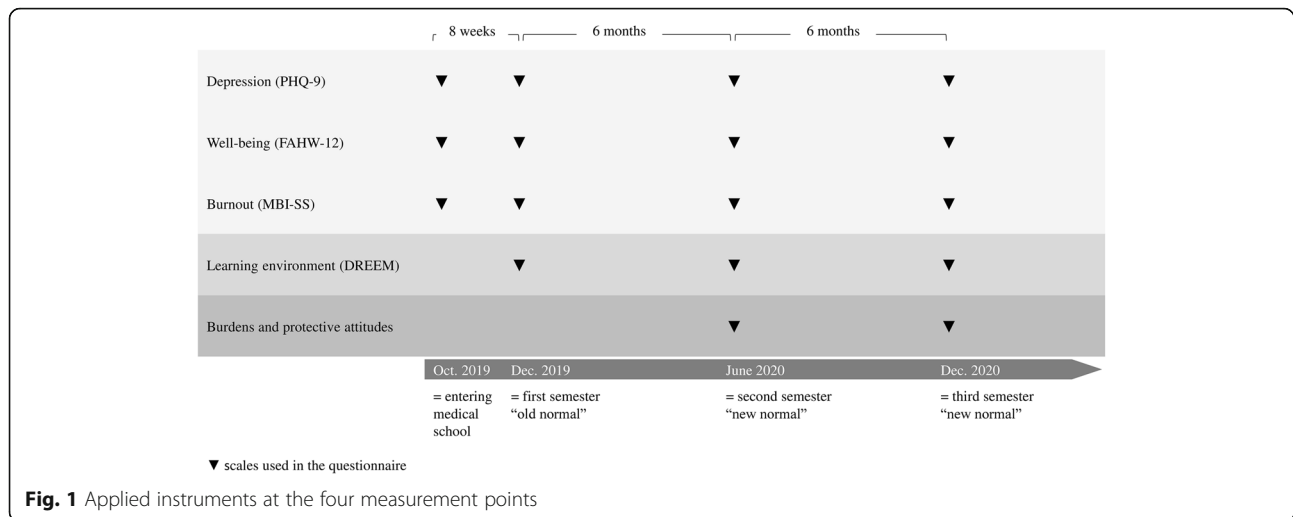 8 weeks 6 months 6 months
Depression (PHQ-9) ▼ ▼ ▼ ▼
Well-being (FAHW-12) ▼ ▼ ▼ ▼
Burnout (MBI-SS) ▼ ▼ ▼ ▼
Learning environment (DREEM) ▼ ▼ ▼
Burdens and protective attitudes ▼ ▼
Oct. 2019 Dec. 2019 June 2020 Dec. 2020
= entering = first semester = second semester = third semester
medical “old normal” “new normal” “new normal”
school
▼ scales used in the questionnaire
Fig. 1 Applied instruments at the four measurement points